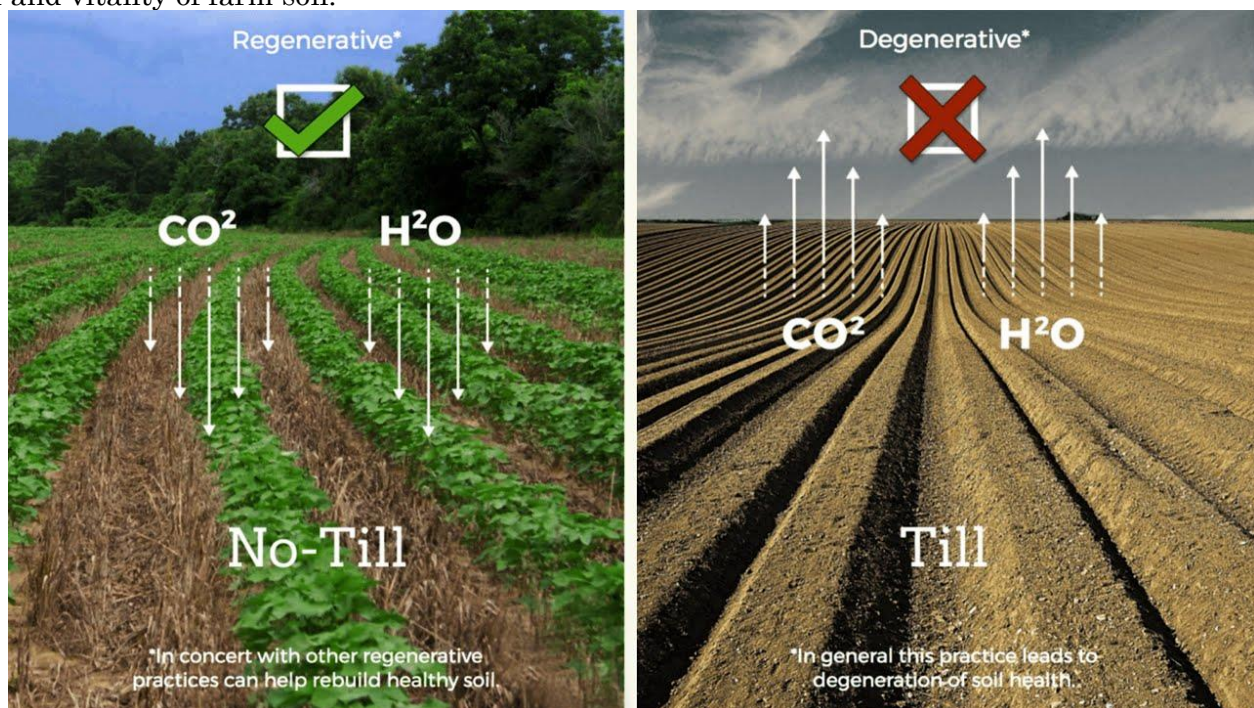 and vitality of farm soil.
Regenerative*
CO²
H²O
No-Till
*In concert with other regenerative
practices can help rebuild healthy soil.
Degenerative*
CO²
H²O
Till
*In general this practice leads to
degeneration of soil health.